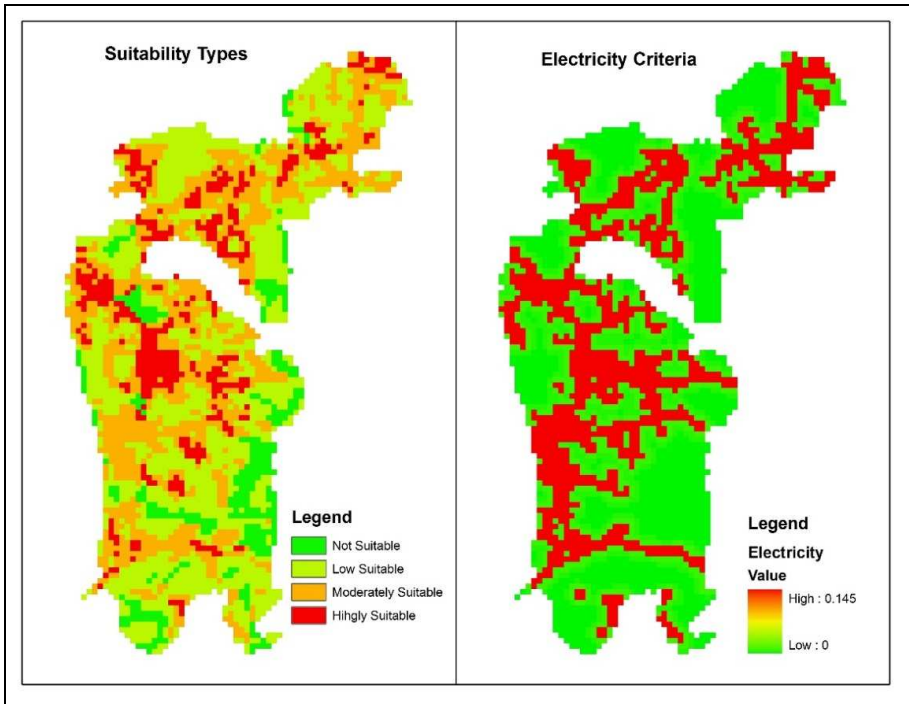 Suitability Types
Legend
Not Suitable
Low Suitable
Moderately Suitable
Hihgly Suitable
Electricity Criteria
Legend
Electricity
Value
High : 0.145
Low : 0